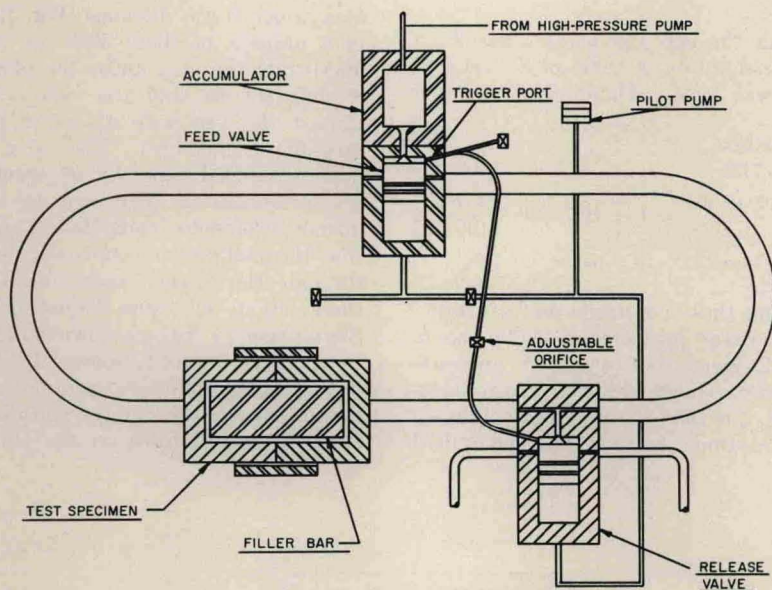 FROM HIGH-PRESSURE PUMP
ACCUMULATOR
TRIGGER PORT
PILOT PUMP
FEED VALVE
ADJUSTABLE
ORIFICE
TEST SPECIMEN
FILLER BAR
RELEASE
VALVE